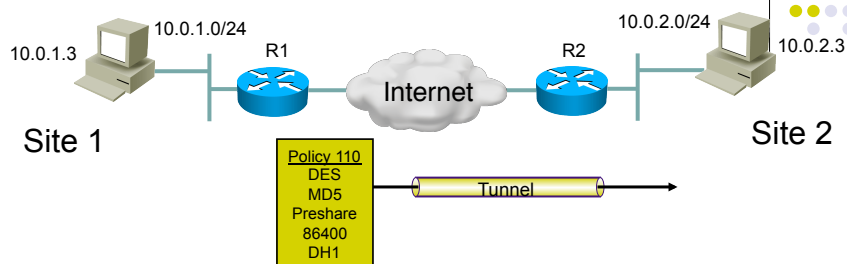 10.0.1.3
10.0.1.0/24
R1
Internet
R2
10.0.2.0/24
10.0.2.3
Site 1
Site 2
Policy 110
DES
MD5
Preshare
86400
DH1
Tunnel